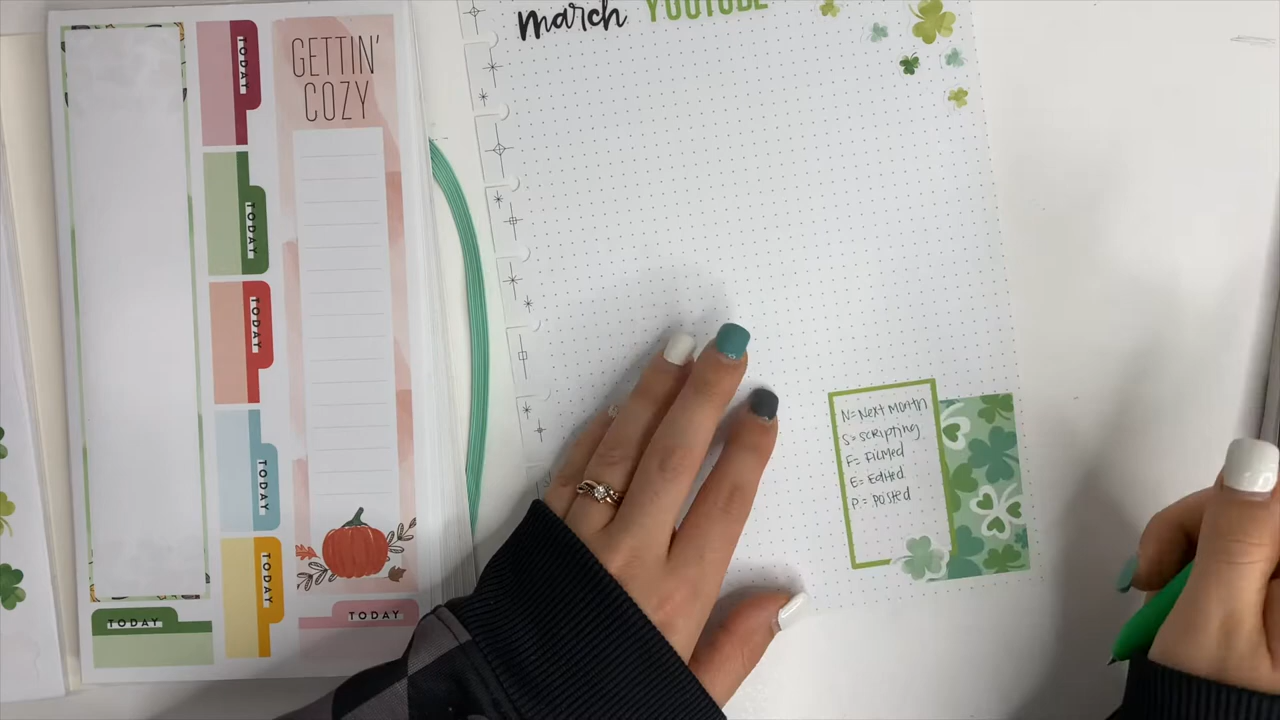 march YOUTUBE
GETTIN'
COZY
TODAY
TODAY
TODAY
TODAY
TODAY
TODAY
TODAY
N=Next Month
S=scripting
F=Filmed
E=Edited
P=Posted